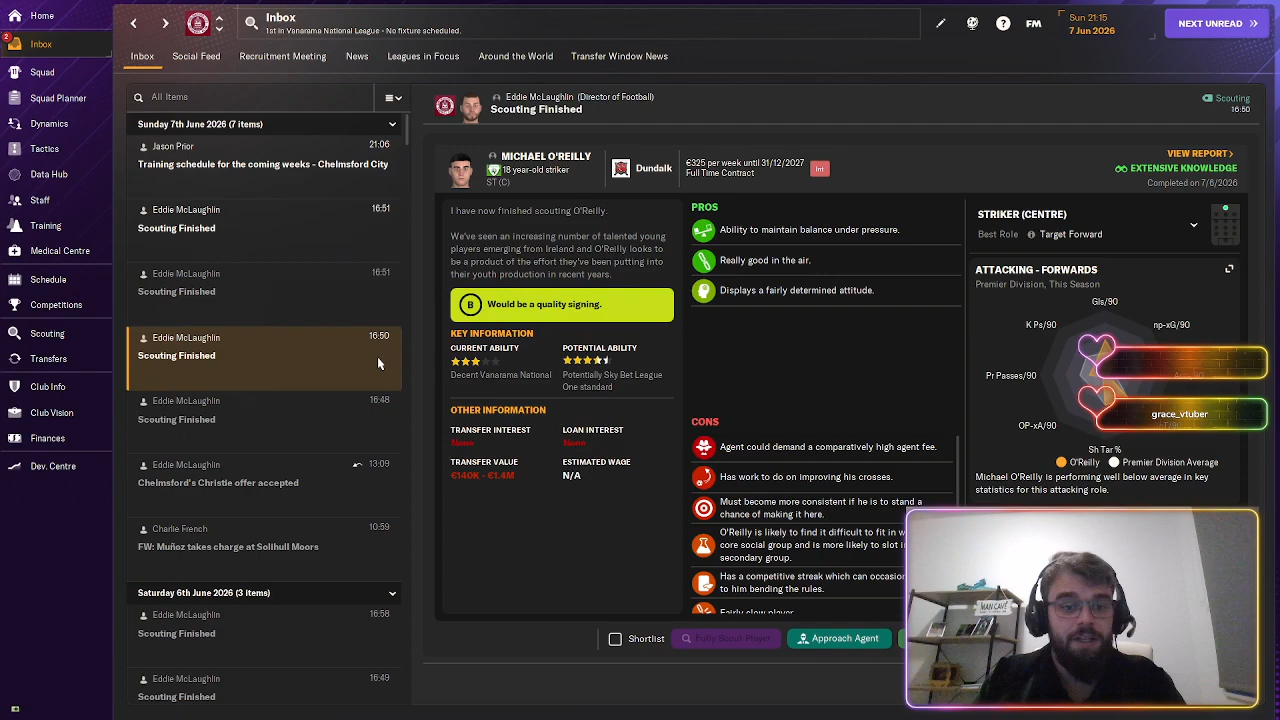 Home
Inbox
1st in Vanarama National League - No fixture scheduled.
FM
Sun 21:15
7 Jun 2026
NEXT UNREAD
2
Inbox
Squad
Squad Planner
Dynamics
Tactics
Data Hub
Staff
Training
Medical Centre
Schedule
Competitions
Scouting
Transfers
Club Info
Club Vision
Finances
Dev. Centre
Inbox
Social Feed
Recruitment Meeting
News
Leagues in Focus
Around the World
Transfer Window News
All Items
Sunday 7th June 2026 (7 items)
Jason Prior
21:06
Training schedule for the coming weeks - Chelmsford City
Eddie McLaughlin
16:51
Scouting Finished
Eddie McLaughlin
16:51
Scouting Finished
Eddie McLaughlin
16:50
Scouting Finished
Eddie McLaughlin
16:48
Scouting Finished
Eddie McLaughlin
13:09
Chelmsford's Christie offer accepted
Charlie French
10:59
FW: Muñoz takes charge at Solihull Moors
Saturday 6th June 2026 (3 items)
Eddie McLaughlin
16:58
Scouting Finished
Eddie McLaughlin
16:49
Scouting Finished
Eddie McLaughlin (Director of Football)
Scouting Finished
Scouting
16:50
MICHAEL O'REILLY
18 year-old striker
ST (C)
Dundalk
€325 per week until 31/12/2027
Full Time Contract
Int
VIEW REPORT
EXTENSIVE KNOWLEDGE
Completed on 7/6/2026
I have now finished scouting O'Reilly.
We've seen an increasing number of talented young
players emerging from Ireland and O'Reilly looks to
be a product of the effort they've been putting into
their youth production in recent years.
B Would be a quality signing.
KEY INFORMATION
CURRENT ABILITY
POTENTIAL ABILITY
Decent Vanarama National
Potentially Sky Bet League
One standard
OTHER INFORMATION
TRANSFER INTEREST
LOAN INTEREST
None
None
TRANSFER VALUE
ESTIMATED WAGE
€140K - €1.4M
N/A
PROS
Ability to maintain balance under pressure.
Really good in the air.
Displays a fairly determined attitude.
CONS
Agent could demand a comparatively high agent fee.
Has work to do on improving his crosses.
Must become more consistent if he is to stand a
chance of making it here.
O'Reilly is likely to find it difficult to fit in w
core social group and is more likely to slot in
secondary group.
Has a competitive streak which can occasion
to him bending the rules.
Fairly slow player
STRIKER (CENTRE)
Best Role
Target Forward
ATTACKING - FORWARDS
Premier Division, This Season
Gls/90
K Ps/90
np-xG/90
Pr Passes/90
OP-xA/90
Sh Tar %
grace_vtuber
O'Reilly
Premier Division Average
Michael O'Reilly is performing well below average in key
statistics for this attacking role.
Shortlist
Fully Scout Player
Approach Agent
MAN CAVE